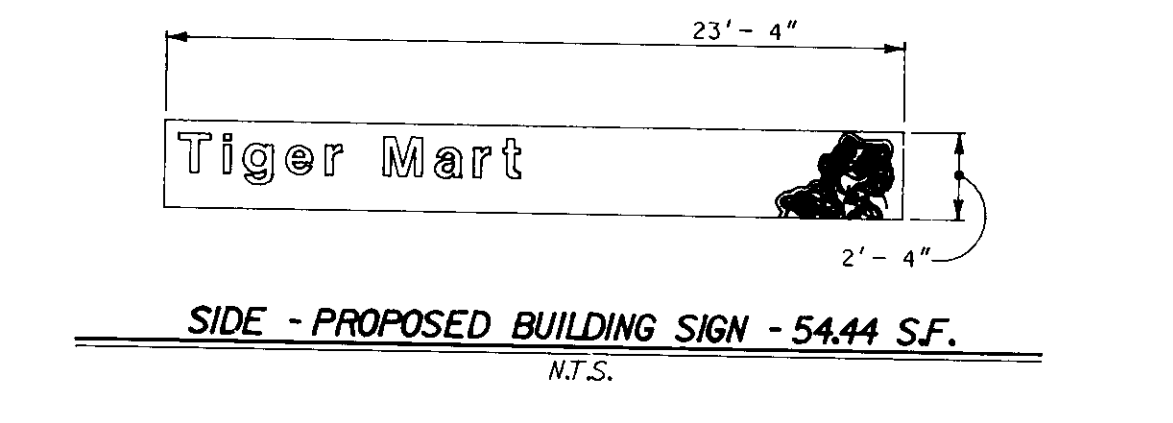 23'- 4"
Tiger Mart
2'- 4"
SIDE - PROPOSED BUILDING SIGN - 54.44 S.F.
N.T.S.